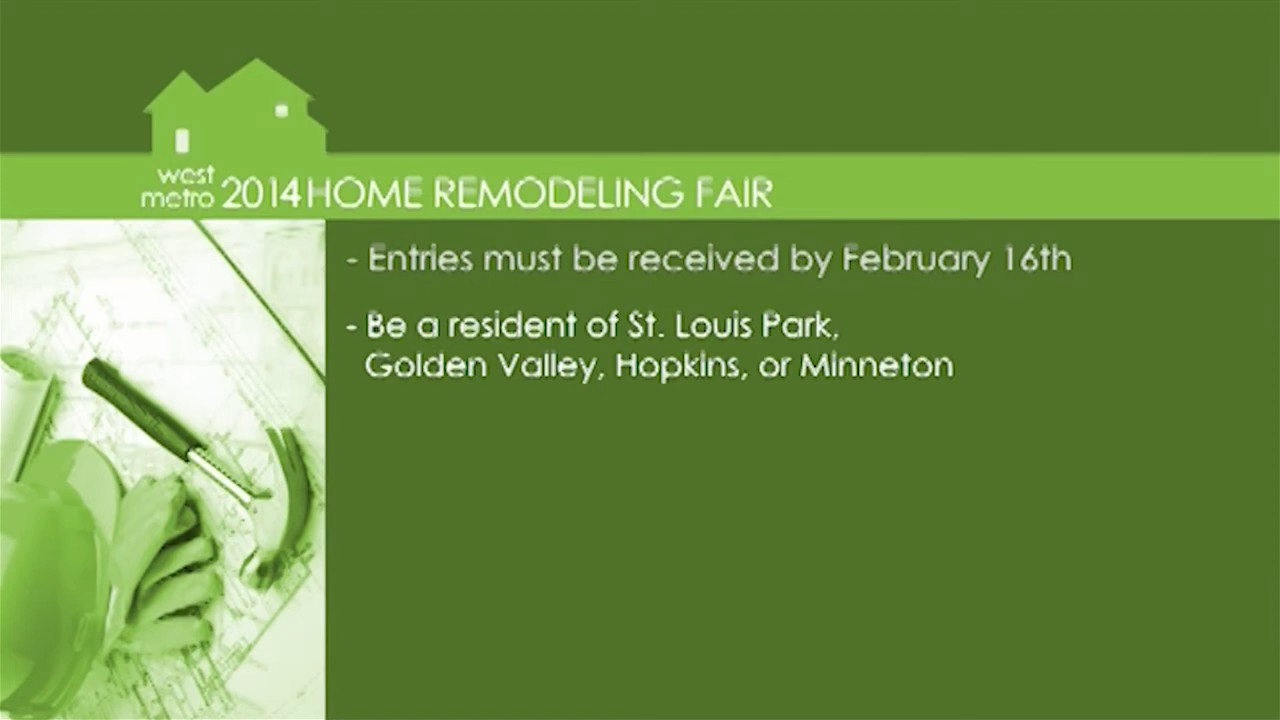 west
metro 2014 HOME REMODELING FAIR
- Entries must be received by February 16th
- Be a resident of St. Louis Park,
Golden Valley, Hopkins, or Minneton